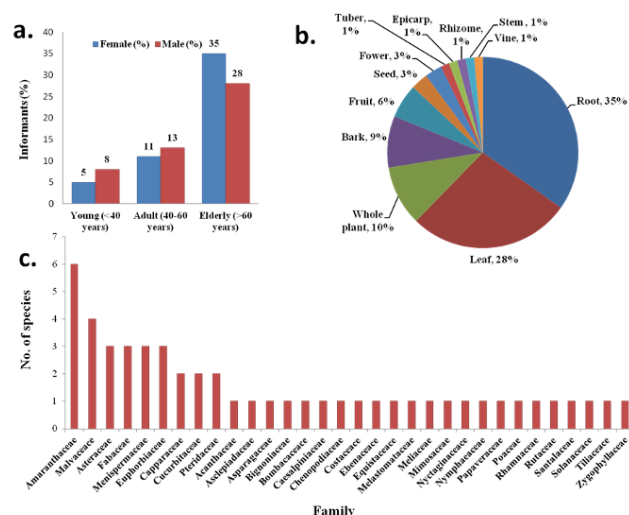 a.
Female (%) Male (%)
Informants (%)
40
35
30
25
20
15
10
5
0
5
8
11
13
35
28
Young (<40
years)
Adult (40-60
years)
Elderly (>60
years)
b.
Root, 35%
Leaf, 28%
Whole
plant, 10%
Bark, 9%
Fruit, 6%
Seed, 3%
Fower, 3%
Tuber,
1%
Epicarp,
1%
Rhizome,
1%
Stem , 1%
Vine, 1%
c.
No. of species
7
6
5
4
3
2
1
0
Amaranthaceae
Malvaceace
Asteraceae
Fabaceae
Menispermaceae
Euphorbiaceae
Capparaceae
Cucurbitaceae
Pteridaceae
Acanthaceae
Asclepiadaceae
Asparagaceae
Bignoniaceae
Bombacaceae
Caesalpiniaceae
Chenopotliaceae
Costaceae
Ebenaceae
Equistaceae
Melastomataceae
Meliaceae
Mimosaceae
Nyctaginaceae
Nymphaeaceae
Papaveraceae
Poaceae
Rhamnaceae
Rutaceae
Santalaceae
Solanaceae
Tiliaceae
Zygophyllaceae
Family